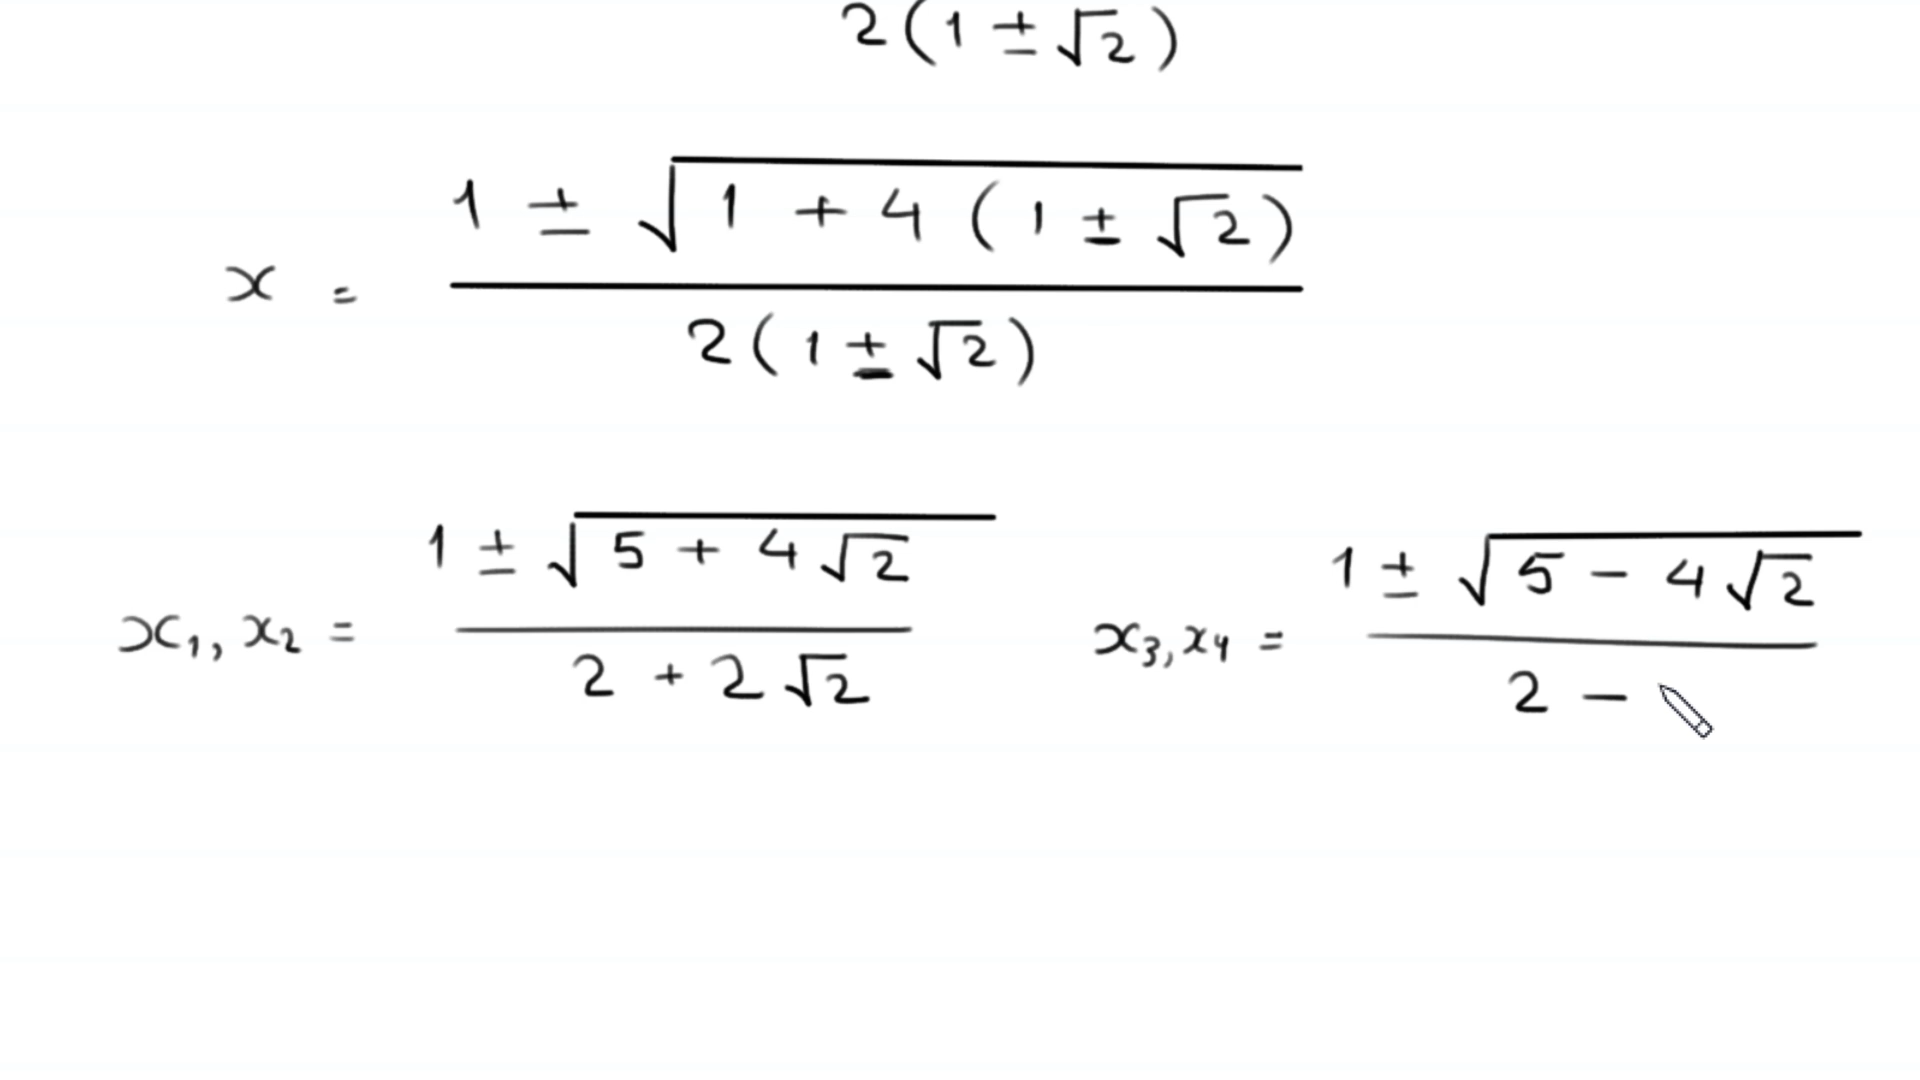 2(1 ± √2)
1 ± √1 + 4 (1 ± √2)
x =
2(1 ± √2)
1 ± √5 + 4√2
x₁, x₂ =
2 + 2√2
1 ± √5 − 4√2
x₃, x₄ =
2 −